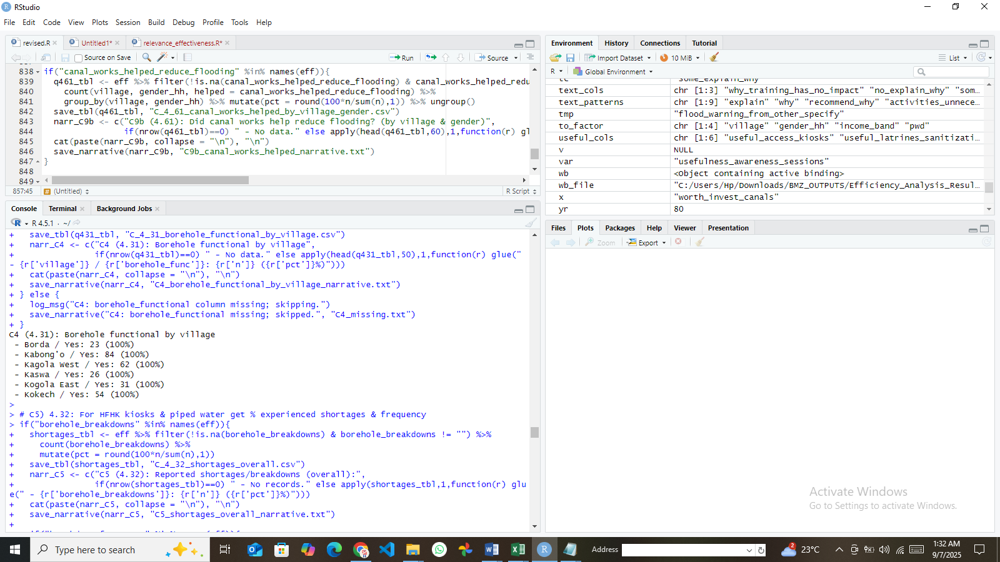 RStudio
File Edit Code View Plots Session Build Debug Profile Tools Help
revised.R Untitled1* relevance_effectiveness.R*
Source on Save Run Source
838 if("canal_works_helped_reduce_flooding" %in% names(eff)){
839 q461_tbl <- eff %>% filter(!is.na(canal_works_helped_reduce_flooding) & canal_works_helped_redu
840 count(village, gender_hh, helped = canal_works_helped_reduce_flooding) %>%
841 group_by(village, gender_hh) %>% mutate(pct = round(100*n/sum(n),1)) %>% ungroup()
842 save_tbl(q461_tbl, "C_4_61_canal_works_helped_by_village_gender.csv")
843 narr_C9b <- c("C9b (4.61): Did canal works help reduce flooding? (by village & gender)",
844 if(nrow(q461_tbl)==0) " - No data." else apply(head(q461_tbl,60),1,function(r) gl
845 cat(paste(narr_C9b, collapse = "\n"), "\n")
846 save_narrative(narr_C9b, "C9b_canal_works_helped_narrative.txt")
847 }
848
849
857:45 (Untitled) R Script
Console Terminal Background Jobs
R 4.5.1 · ~/
+ save_tbl(q431_tbl, "C_4_31_borehole_functional_by_village.csv")
+ narr_C4 <- c("C4 (4.31): Borehole functional by village",
+ if(nrow(q431_tbl)==0) " - No data." else apply(head(q431_tbl,50),1,function(r) glue("
- {r['village']} / {r['borehole_func']}: {r['n']} ({r['pct']}%)")))
+ cat(paste(narr_C4, collapse = "\n"), "\n")
+ save_narrative(narr_C4, "C4_borehole_functional_by_village_narrative.txt")
+ } else {
+ log_msg("C4: borehole_functional column missing; skipping.")
+ save_narrative("C4: borehole_functional missing; skipped.", "C4_missing.txt")
+ }
C4 (4.31): Borehole functional by village
- Borda / Yes: 23 (100%)
- Kabong'o / Yes: 84 (100%)
- Kagola West / Yes: 62 (100%)
- Kaswa / Yes: 26 (100%)
- Kogola East / Yes: 31 (100%)
- Kokech / Yes: 54 (100%)
>
> # C5) 4.32: For HFHK kiosks & piped water get % experienced shortages & frequency
> if("borehole_breakdowns" %in% names(eff)){
+ shortages_tbl <- eff %>% filter(!is.na(borehole_breakdowns) & borehole_breakdowns != "") %>%
+ count(borehole_breakdowns) %>%
+ mutate(pct = round(100*n/sum(n),1))
+ save_tbl(shortages_tbl, "C_4_32_shortages_overall.csv")
+ narr_C5 <- c("C5 (4.32): Reported shortages/breakdowns (overall):",
+ if(nrow(shortages_tbl)==0) " - No records." else apply(shortages_tbl,1,function(r) glu
e(" - {r['borehole_breakdowns']}: {r['n']} ({r['pct']}%)")))
+ cat(paste(narr_C5, collapse = "\n"), "\n")
+ save_narrative(narr_C5, "C5_shortages_overall_narrative.txt")
+
Environment History Connections Tutorial
Import Dataset 10 MiB List
R Global Environment
"some_explain_why"
text_cols chr [1:3] "why_training_has_no_impact" "no_explain_why" "som…
text_patterns chr [1:9] "explain" "why" "recommend_why" "activities_unnece…
tmp "flood_warning_from_other_specify"
to_factor chr [1:4] "village" "gender_hh" "income_band" "pwd"
useful_cols chr [1:6] "useful_access_kiosks" "useful_latrines_sanitizati…
v NULL
var "usefulness_awareness_sessions"
wb <Object containing active binding>
wb_file "C:/Users/Hp/Downloads/BMZ_OUTPUTS/Efficiency_Analysis_Resul…
x "worth_invest_canals"
yr 80
Files Plots Packages Help Viewer Presentation
Zoom Export
Activate Windows
Go to Settings to activate Windows.
Type here to search
Address
2 23°C
1:32 AM
9/7/2025